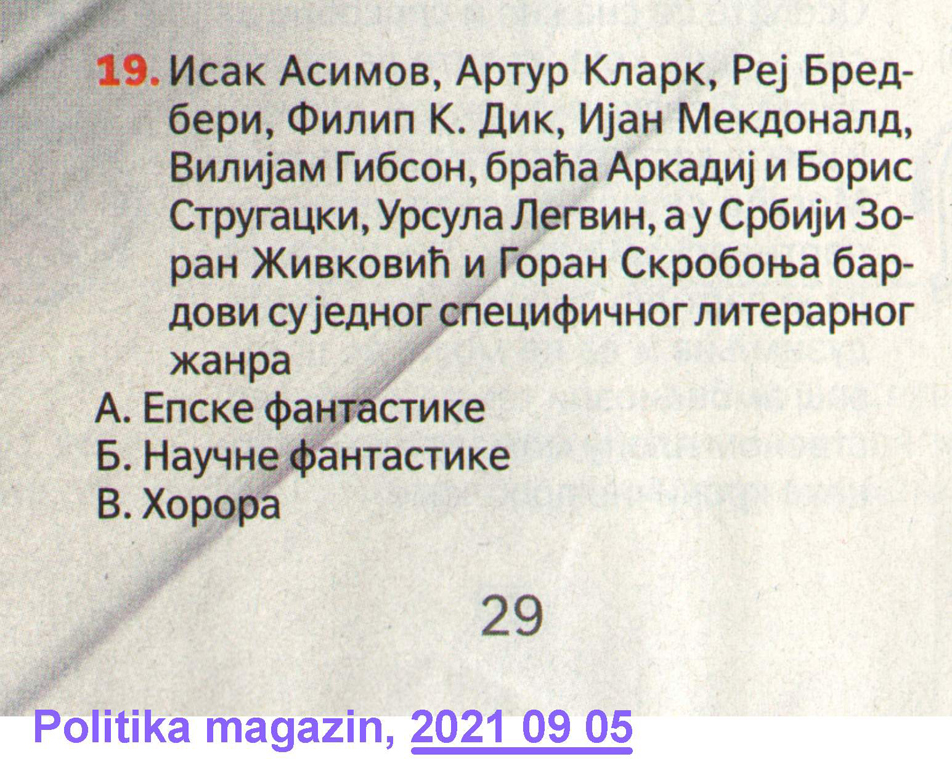 19. Исак Асимов, Артур Кларк, Реј Бред-
бери, Филип К. Дик, Ијан Мекдоналд,
Вилијам Гибсон, браћа Аркадиј и Борис
Стругацки, Урсула Легвин, а у Србији Зо-
ран Живковић и Горан Скробоња бар-
дови су једног специфичног литерарног
жанра
А. Епске фантастике
Б. Научне фантастике
В. Хорора
29
Politika magazin, 2021 09 05